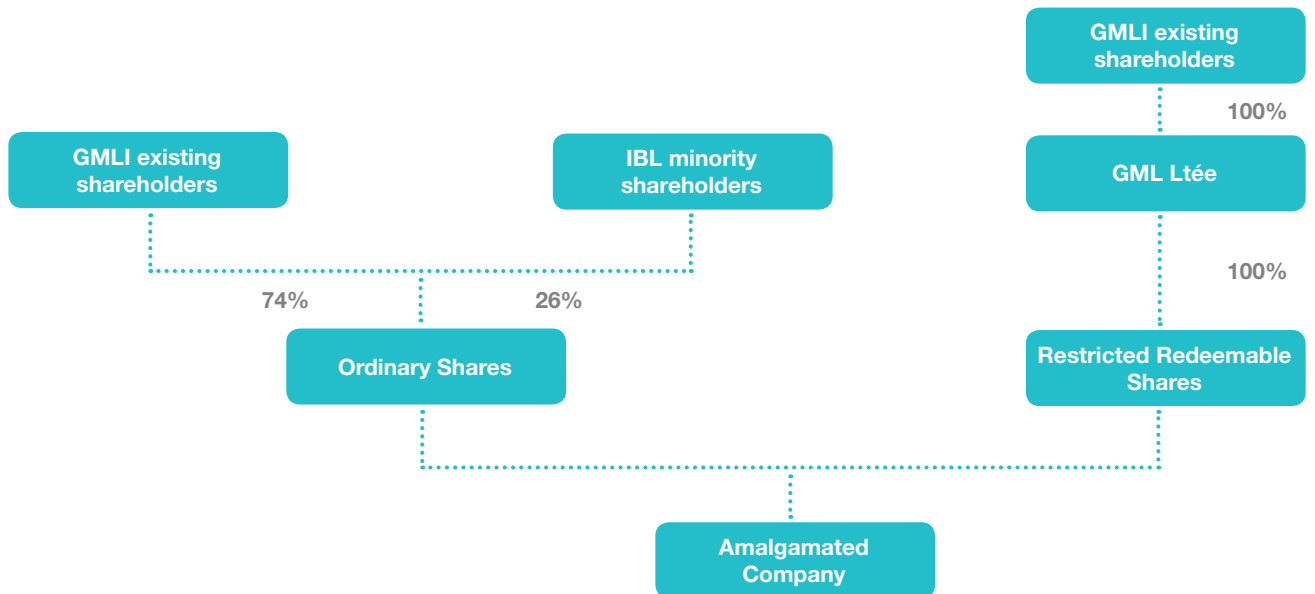 GMLI existing
shareholders
100%
GMLI existing
shareholders
IBL minority
shareholders
GML Ltée
100%
74%
26%
Ordinary Shares
Restricted Redeemable
Shares
Amalgamated
Company